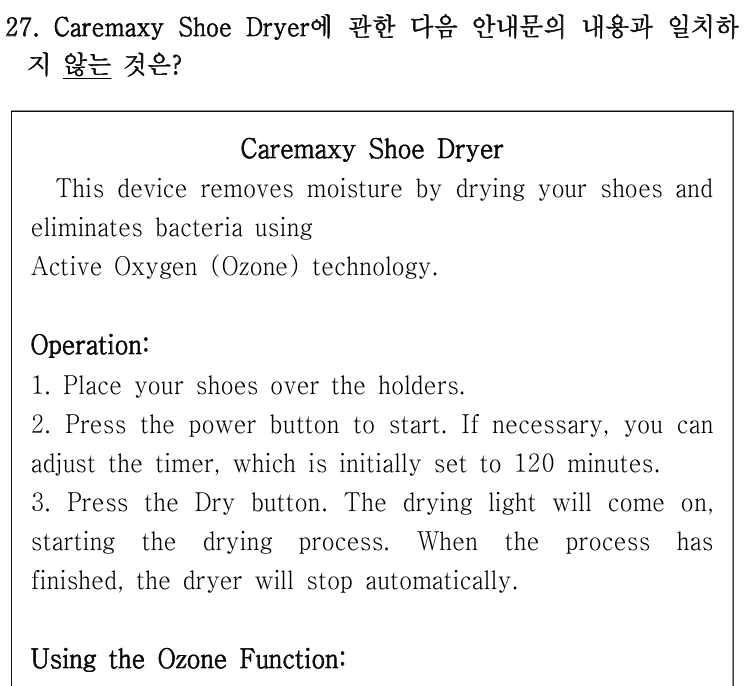 27. Caremaxy Shoe Dryer에 관한 다음 안내문의 내용과 일치하
지 않는 것은?
Caremaxy Shoe Dryer
This device removes moisture by drying your shoes and
eliminates bacteria using
Active Oxygen (Ozone) technology.
Operation:
1. Place your shoes over the holders.
2. Press the power button to start. If necessary, you can
adjust the timer, which is initially set to 120 minutes.
3. Press the Dry button. The drying light will come on,
starting the drying process. When the process has
finished, the dryer will stop automatically.
Using the Ozone Function: